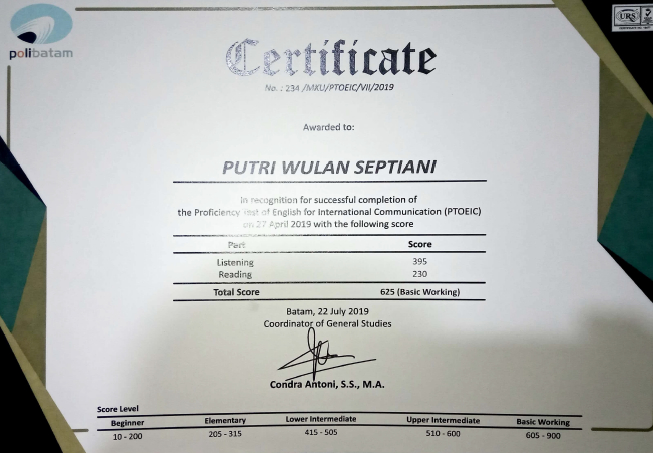 polibatam
URS
Certificate
No. : 234 /MKU/PTOEIC/VII/2019
Awarded to:
PUTRI WULAN SEPTIANI
In recognition for successful completion of
the Proficiency Test of English for International Communication (PTOEIC)
on 27 April 2019 with the following score
Part Score
Listening 395
Reading 230
Total Score 625 (Basic Working)
Batam, 22 July 2019
Coordinator of General Studies
Condra Antoni, S.S., M.A.
Score Level
Beginner Elementary Lower Intermediate Upper Intermediate Basic Working
10 - 200 205 - 315 415 - 505 510 - 600 605 - 900